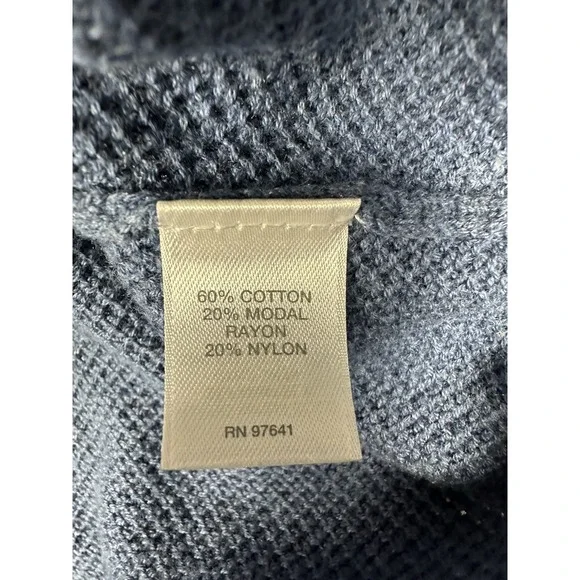 60% COTTON
20% MODAL
RAYON
20% NYLON
RN 97641